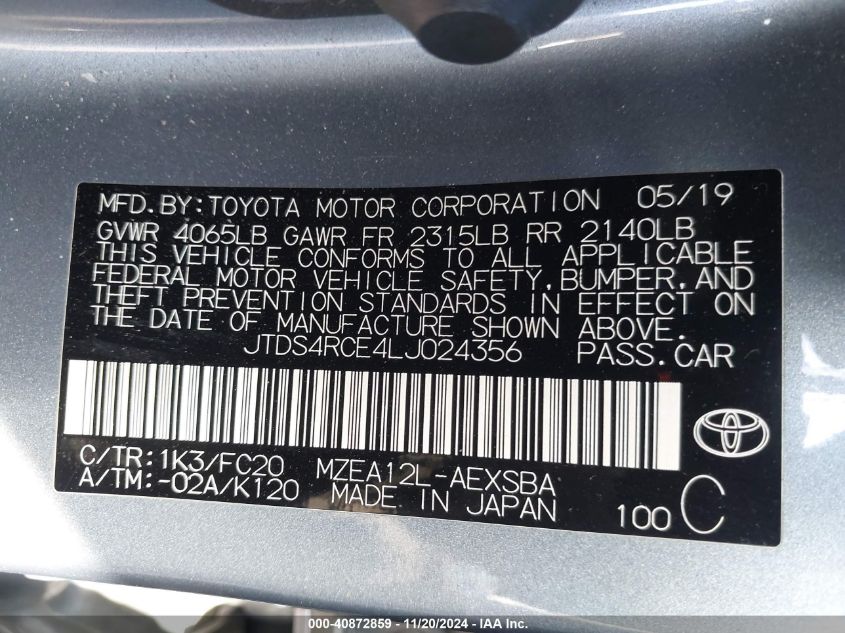 MFD.BY:TOYOTA MOTOR CORPORATION 05/19
GVWR 4065LB GAWR FR 2315LB RR 2140LB
THIS VEHICLE CONFORMS TO ALL APPLICABLE
FEDERAL MOTOR VEHICLE SAFETY,BUMPER,AND
THEFT PREVENTION STANDARDS IN EFFECT ON
THE DATE OF MANUFACTURE SHOWN ABOVE.
JTDS4RCE4LJ024356 PASS.CAR
C/TR:1K3/FC20 MZEA12L-AEXSBA
A/TM:-02A/K120 MADE IN JAPAN 100 C
000-40872859 - 11/20/2024 - IAA Inc.